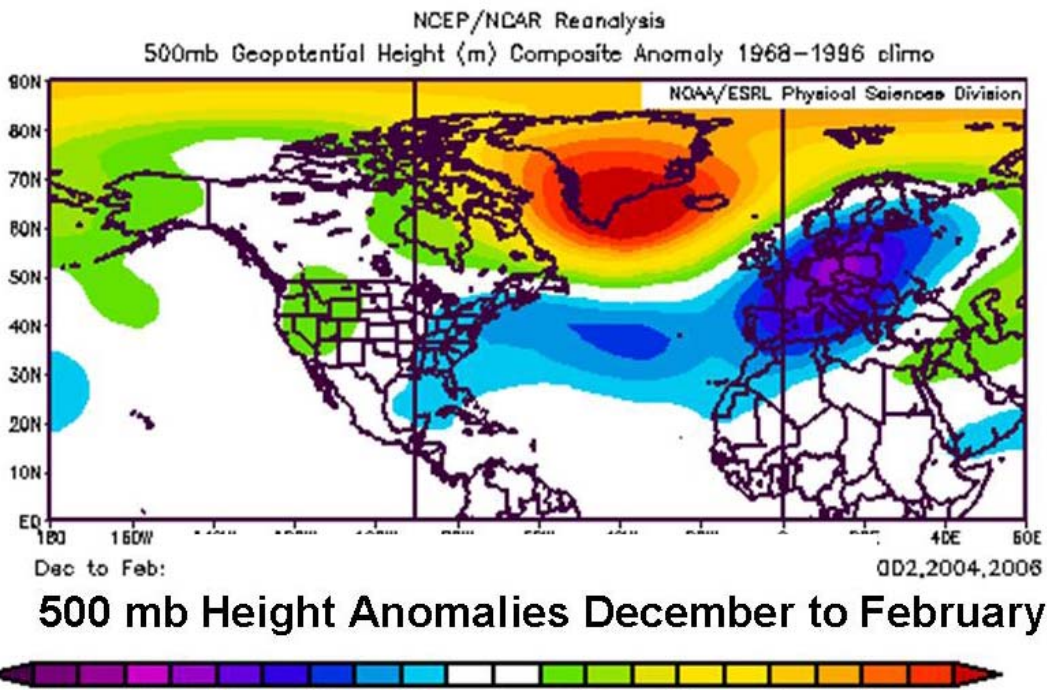 NCEP/NCAR Reanalysis
500mb Geopotential Height (m) Composite Anomaly 1968–1996 climo
NOAA/ESRL Physical Sciences Division
90N
80N
70N
60N
50N
40N
30N
20N
10N
EQ
180 160W 40E 60E
Dec to Feb: 2004,2006
500 mb Height Anomalies December to February